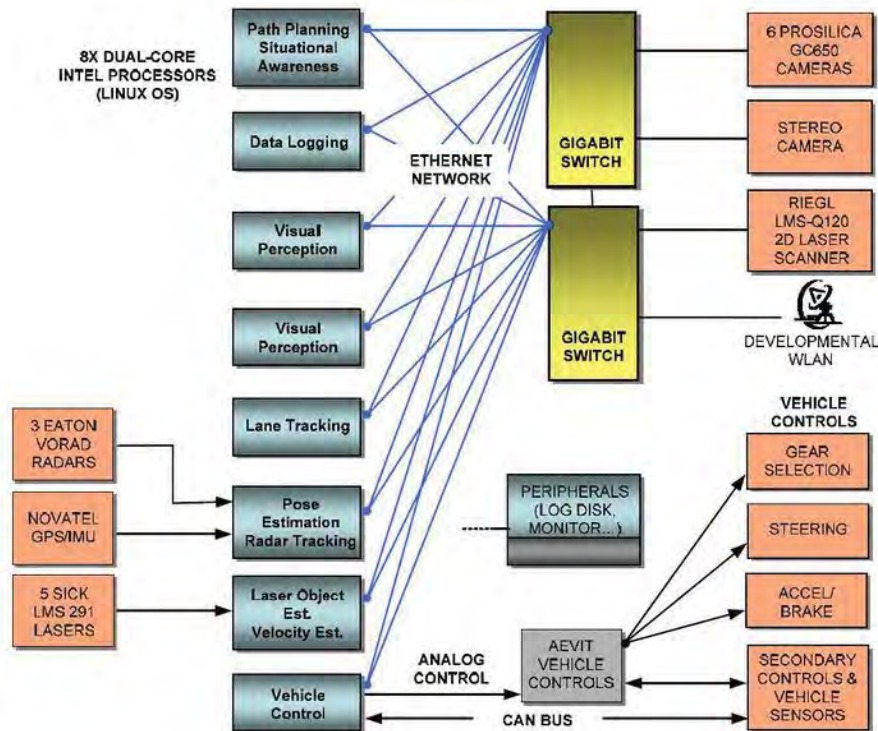 8X DUAL-CORE
INTEL PROCESSORS
(LINUX OS)
Path Planning
Situational
Awareness
Data Logging
Visual
Perception
Visual
Perception
Lane Tracking
Pose
Estimation
Radar Tracking
Laser Object
Est.
Velocity Est.
Vehicle
Control
3 EATON
VORAD
RADARS
NOVATEL
GPS/IMU
5 SICK
LMS 291
LASERS
ETHERNET
NETWORK
GIGABIT
SWITCH
GIGABIT
SWITCH
6 PROSILICA
GC650
CAMERAS
STEREO
CAMERA
RIEGL
LMS-Q120
2D LASER
SCANNER
DEVELOPMENTAL
WLAN
PERIPHERALS
(LOG DISK,
MONITOR...)
ANALOG
CONTROL
AEVIT
VEHICLE
CONTROLS
CAN BUS
VEHICLE
CONTROLS
GEAR
SELECTION
STEERING
ACCEL/
BRAKE
SECONDARY
CONTROLS &
VEHICLE
SENSORS